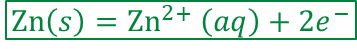 Zn(s) = Zn²⁺ (aq) + 2e⁻